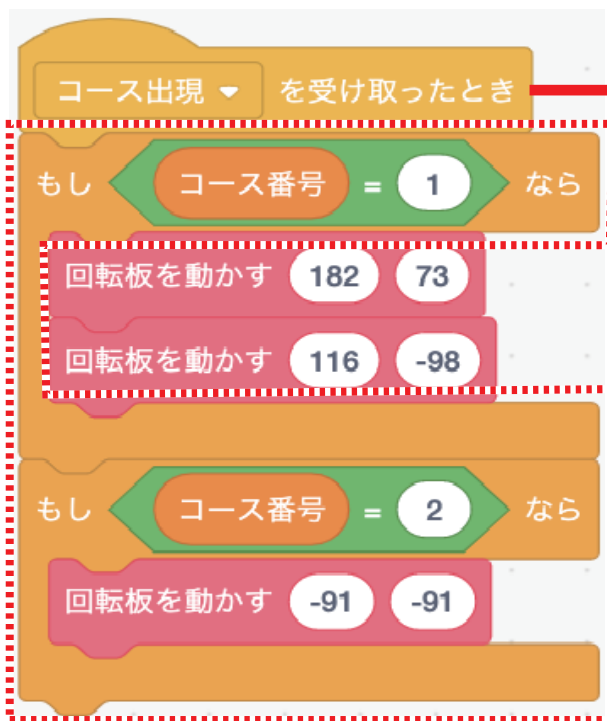 コース出現 を受け取ったとき
もし コース番号 = 1 なら
回転板を動かす 182 73
回転板を動かす 116 -98
もし コース番号 = 2 なら
回転板を動かす -91 -91